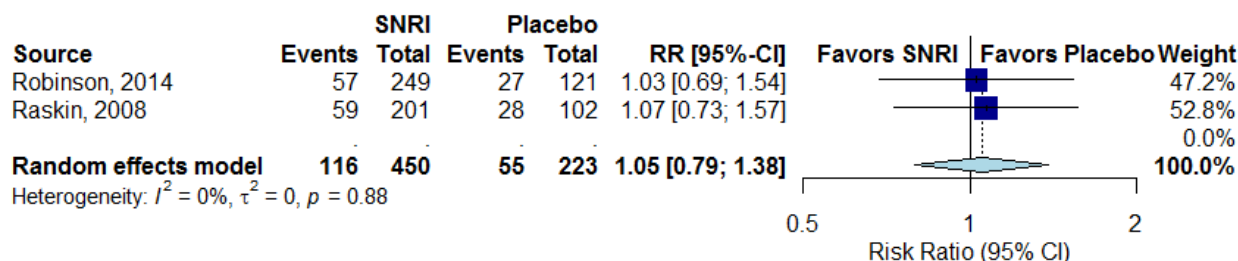 SNRI Placebo
Source Events Total Events Total RR [95%-CI] Favors SNRI Favors Placebo Weight
Robinson, 2014 57 249 27 121 1.03 [0.69; 1.54] 47.2%
Raskin, 2008 59 201 28 102 1.07 [0.73; 1.57] 52.8%
. . . . 0.0%
Random effects model 116 450 55 223 1.05 [0.79; 1.38] 100.0%
Heterogeneity: I² = 0%, τ² = 0, p = 0.88
0.5 1 2
Risk Ratio (95% CI)